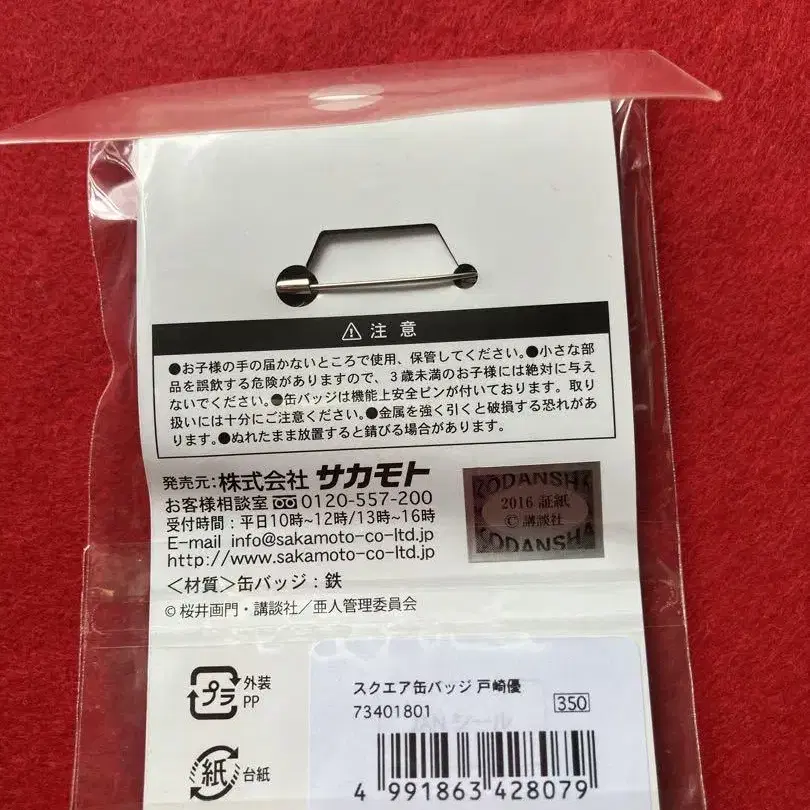 ⚠ 注意
●お子様の手の届かないところで使用、保管してください。●小さな部
品を誤飲する危険がありますので、3歳未満のお子様には絶対に与え
ないでください。●缶バッジは機能上安全ピンが付いております。取り
扱いには十分にご注意ください。●金属を強く引くと破損する恐れがあ
ります。●ぬれたまま放置すると錆びる場合があります。
発売元:株式会社 サカモト
お客様相談室 0120-557-200
受付時間:平日10時~12時/13時~16時
E-mail info@sakamoto-co-ltd.jp
http://www.sakamoto-co-ltd.jp
KODANSHA
2016 証紙
©講談社
KODANSHA
<材質>缶バッジ:鉄
©桜井画門・講談社/亜人管理委員会
プラ 外装
PP
紙 台紙
スクエア缶バッジ 戸崎優
73401801 350
JAN シール
4 991863 428079